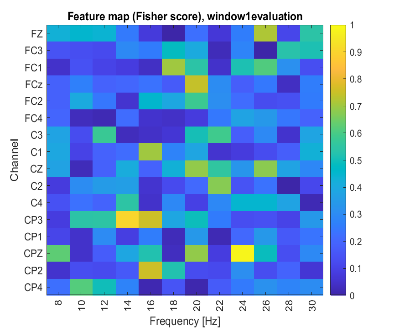 Feature map (Fisher score), window1evaluation
Channel
FZ
FC3
FC1
FCz
FC2
FC4
C3
C1
CZ
C2
C4
CP3
CP1
CPZ
CP2
CP4
8 10 12 14 16 18 20 22 24 26 28 30
Frequency [Hz]
1
0.9
0.8
0.7
0.6
0.5
0.4
0.3
0.2
0.1
0